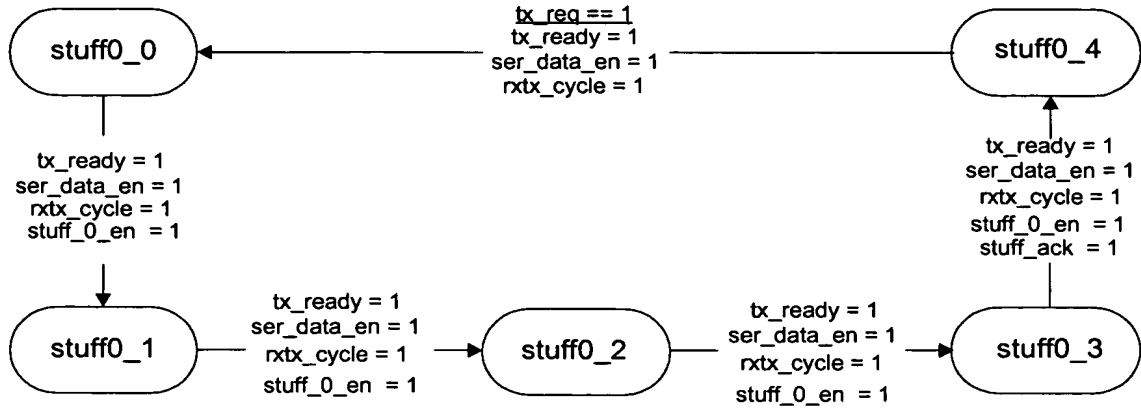 stuff0_0
tx_req == 1
tx_ready = 1
ser_data_en = 1
rxtx_cycle = 1
stuff0_4
tx_ready = 1
ser_data_en = 1
rxtx_cycle = 1
stuff_0_en = 1
tx_ready = 1
ser_data_en = 1
rxtx_cycle = 1
stuff_0_en = 1
stuff_ack = 1
stuff0_1
tx_ready = 1
ser_data_en = 1
rxtx_cycle = 1
stuff_0_en = 1
stuff0_2
tx_ready = 1
ser_data_en = 1
rxtx_cycle = 1
stuff_0_en = 1
stuff0_3